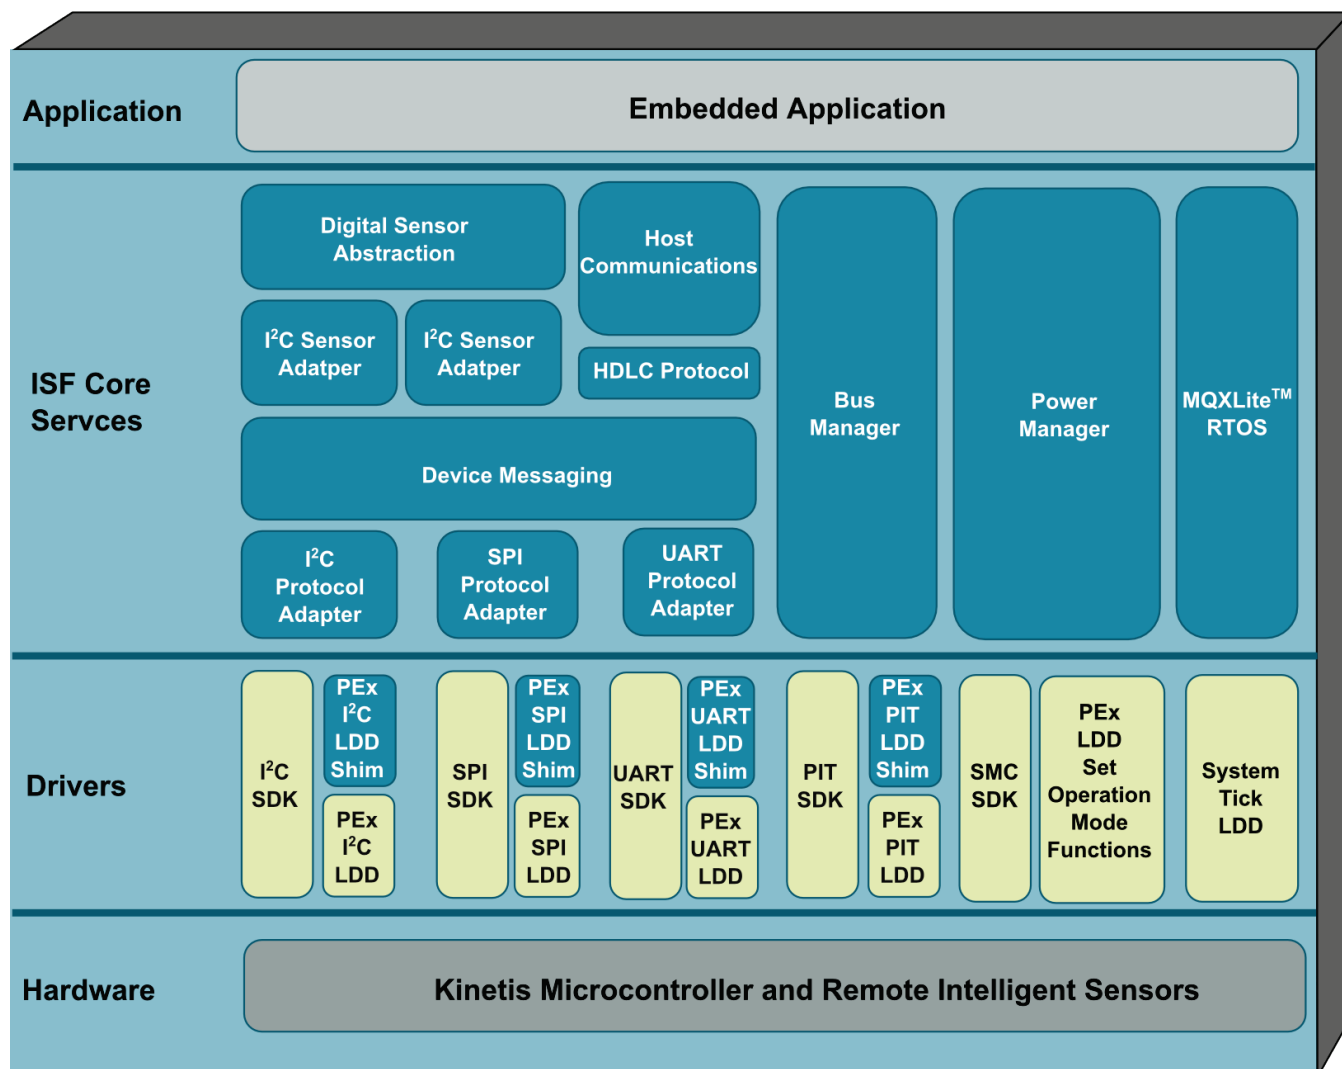 Application
Embedded Application
ISF Core
Servces
Digital Sensor
Abstraction
Host
Communications
I²C Sensor
Adatper
I²C Sensor
Adatper
HDLC Protocol
Device Messaging
I²C
Protocol
Adapter
SPI
Protocol
Adapter
UART
Protocol
Adapter
Bus
Manager
Power
Manager
MQXLite™
RTOS
Drivers
I²C
SDK
PEx
I²C
LDD
Shim
PEx
I²C
LDD
SPI
SDK
PEx
SPI
LDD
Shim
PEx
SPI
LDD
UART
SDK
PEx
UART
LDD
Shim
PEx
UART
LDD
PIT
SDK
PEx
PIT
LDD
Shim
PEx
PIT
LDD
SMC
SDK
PEx
LDD
Set
Operation
Mode
Functions
System
Tick
LDD
Hardware
Kinetis Microcontroller and Remote Intelligent Sensors